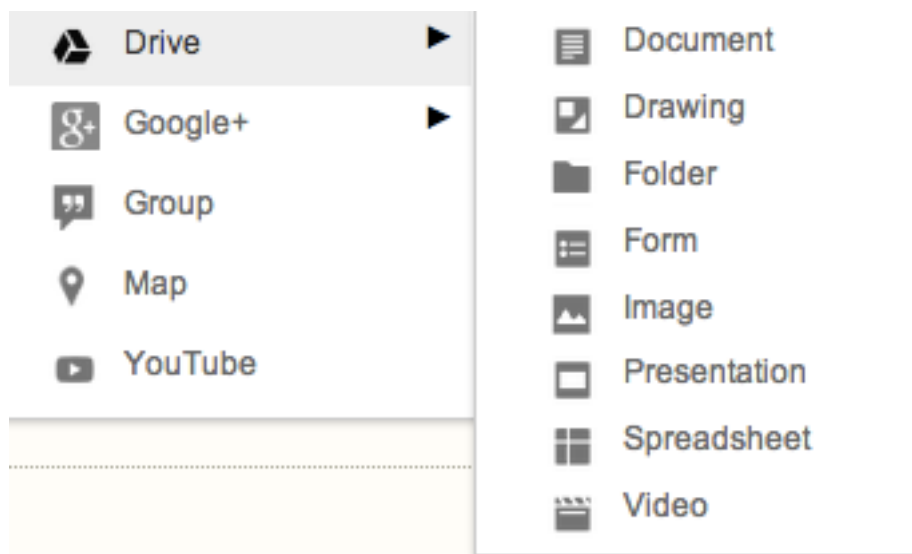 Drive
Google+
Group
Map
YouTube
Document
Drawing
Folder
Form
Image
Presentation
Spreadsheet
Video